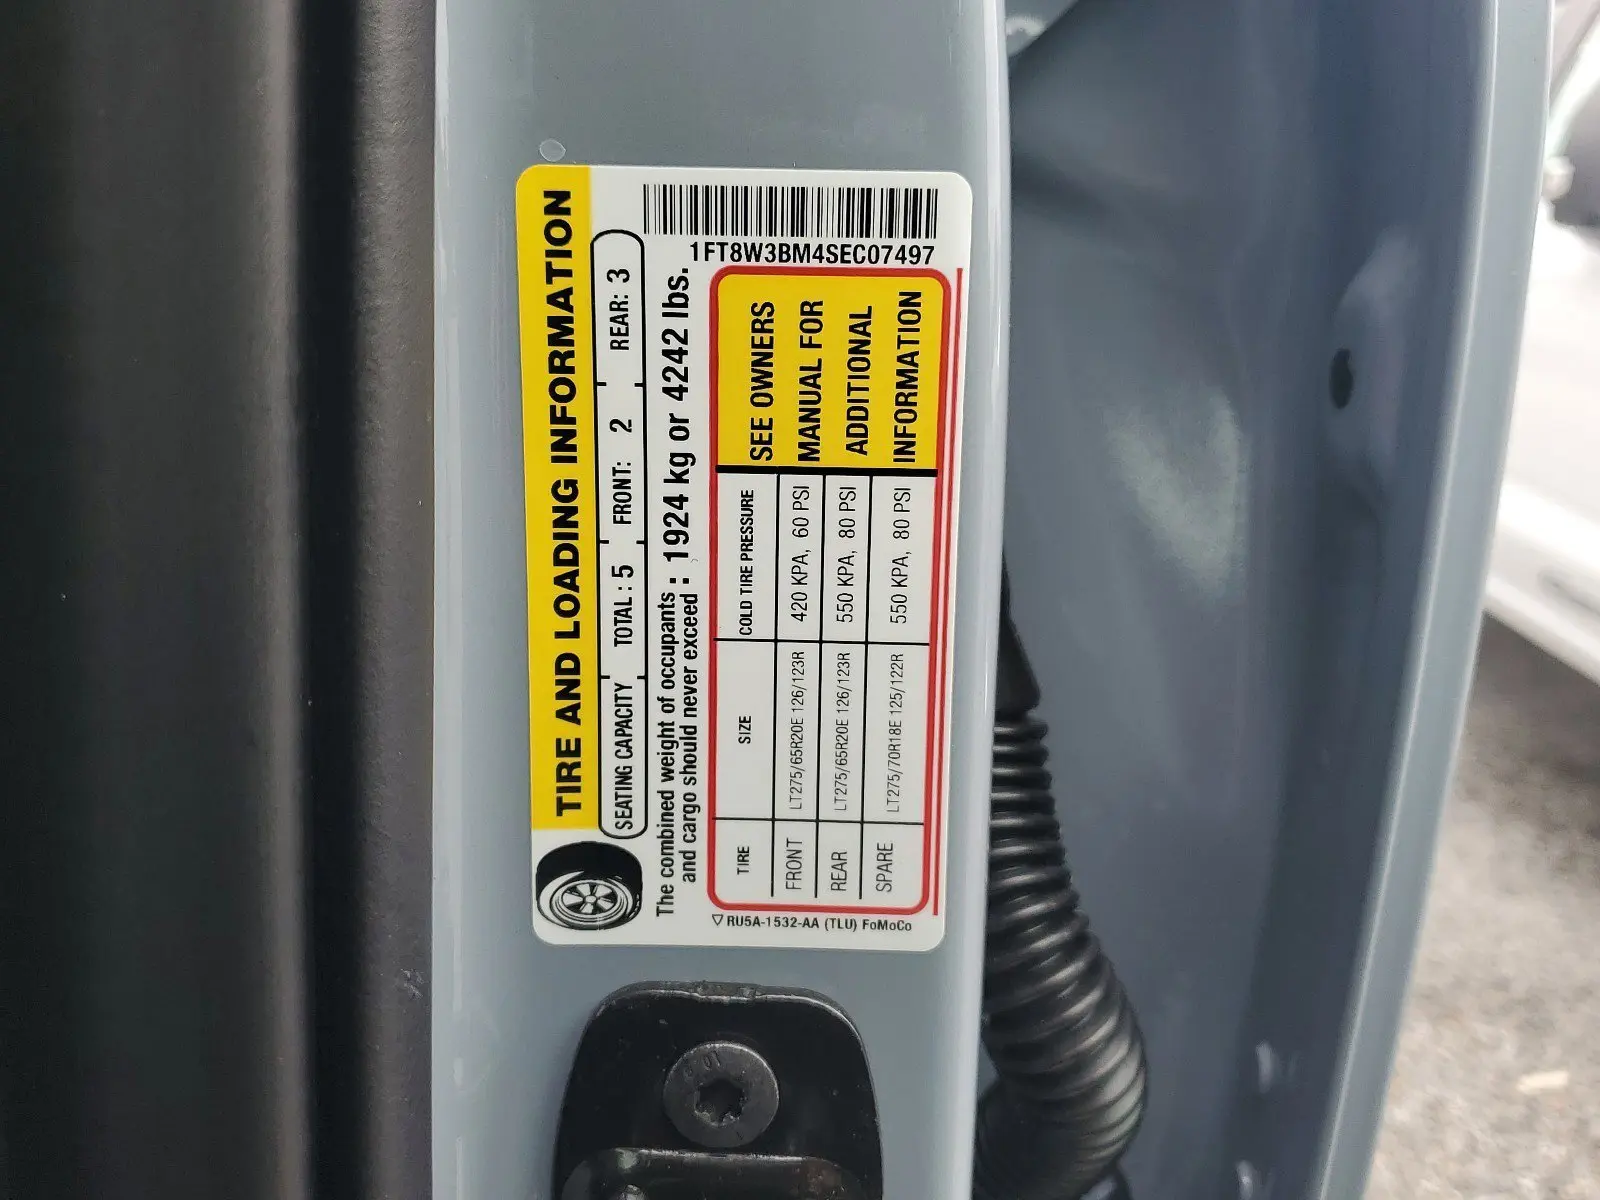 1FT8W3BM4SEC07497
TIRE AND LOADING INFORMATION
SEATING CAPACITY TOTAL : 5 FRONT: 2 REAR: 3
The combined weight of occupants
and cargo should never exceed : 1924 kg or 4242 lbs.
TIRE SIZE COLD TIRE PRESSURE
FRONT LT275/65R20E 126/123R 420 KPA, 60 PSI
REAR LT275/65R20E 126/123R 550 KPA, 80 PSI
SPARE LT275/70R18E 125/122R 550 KPA, 80 PSI
SEE OWNERS
MANUAL FOR
ADDITIONAL
INFORMATION
RU5A-1532-AA (TLU) FoMoCo